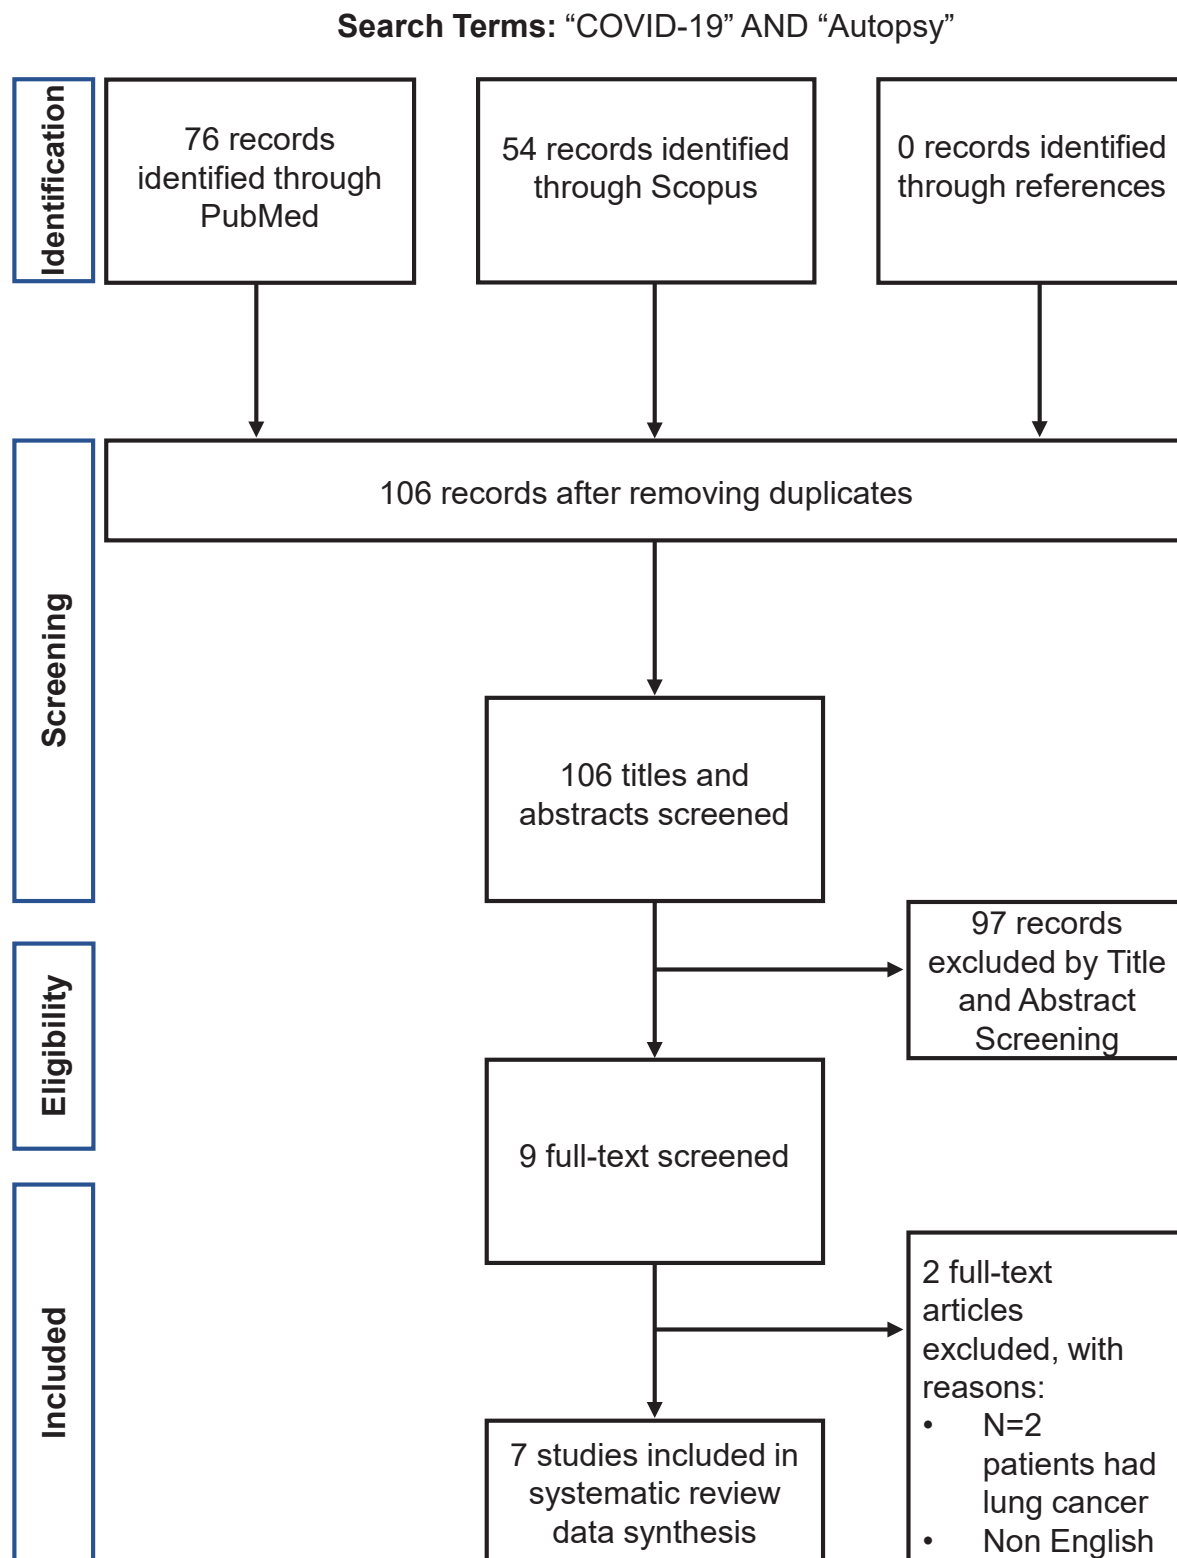 Search Terms: “COVID-19” AND “Autopsy”
Identification
76 records
identified through
PubMed
54 records identified
through Scopus
0 records identified
through references
Screening
106 records after removing duplicates
106 titles and
abstracts screened
97 records
excluded by Title
and Abstract
Screening
Eligibility
9 full-text screened
Included
2 full-text
articles
excluded, with
reasons:
• N=2
patients had
lung cancer
• Non English
7 studies included in
systematic review
data synthesis